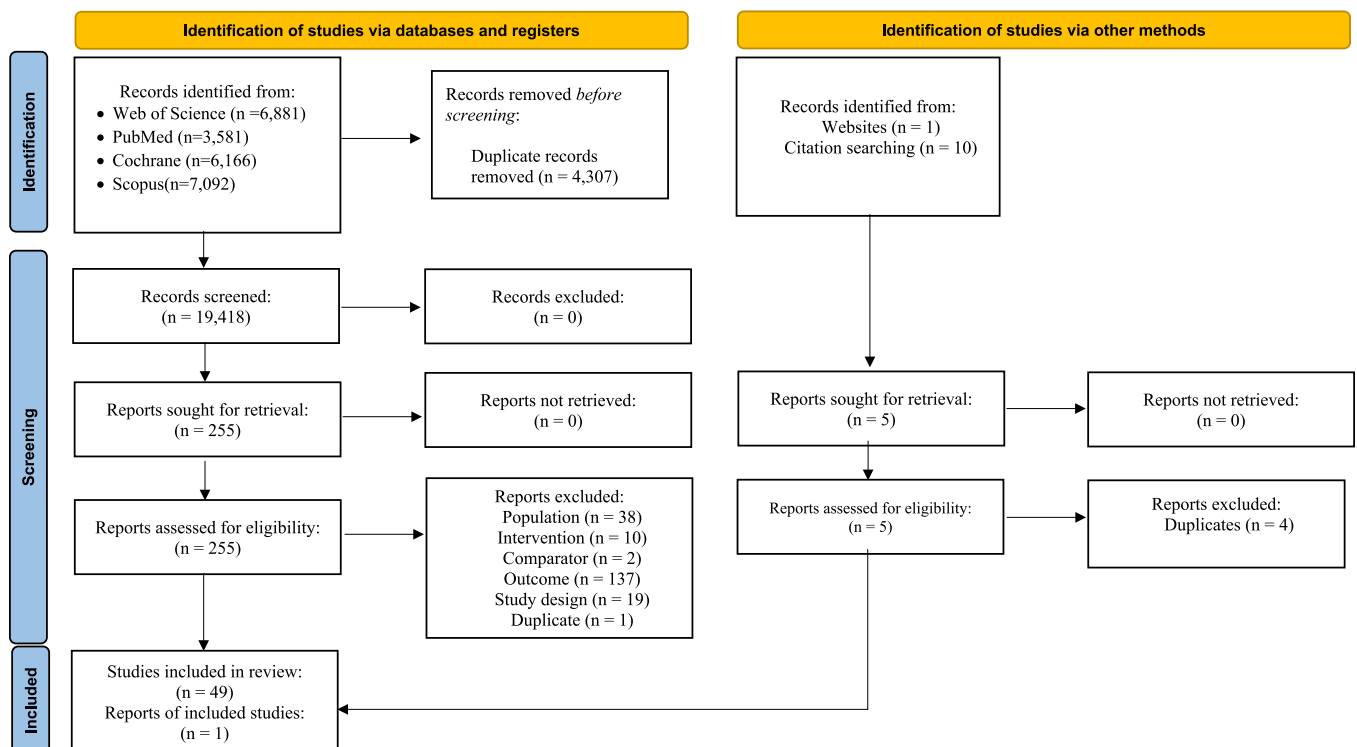 Identification of studies via databases and registers
Identification of studies via other methods
Identification
Records identified from:
• Web of Science (n =6,881)
• PubMed (n=3,581)
• Cochrane (n=6,166)
• Scopus(n=7,092)
Records removed before
screening:
Duplicate records
removed (n = 4,307)
Records identified from:
Websites (n = 1)
Citation searching (n = 10)
Screening
Records screened:
(n = 19,418)
Records excluded:
(n = 0)
Reports sought for retrieval:
(n = 255)
Reports not retrieved:
(n = 0)
Reports sought for retrieval:
(n = 5)
Reports not retrieved:
(n = 0)
Reports assessed for eligibility:
(n = 255)
Reports excluded:
Population (n = 38)
Intervention (n = 10)
Comparator (n = 2)
Outcome (n = 137)
Study design (n = 19)
Duplicate (n = 1)
Reports assessed for eligibility:
(n = 5)
Reports excluded:
Duplicates (n = 4)
Included
Studies included in review:
(n = 49)
Reports of included studies:
(n = 1)